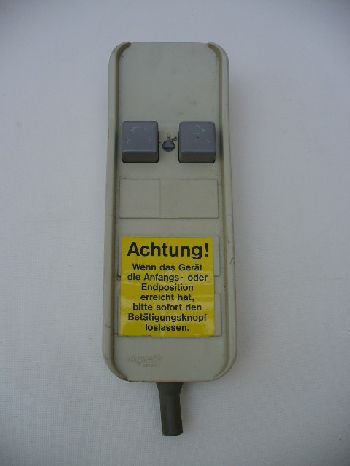 Achtung!
Wenn das Gerät
die Anfangs- oder
Endposition
erreicht hat,
bitte sofort den
Betätigungsknopf
loslassen.